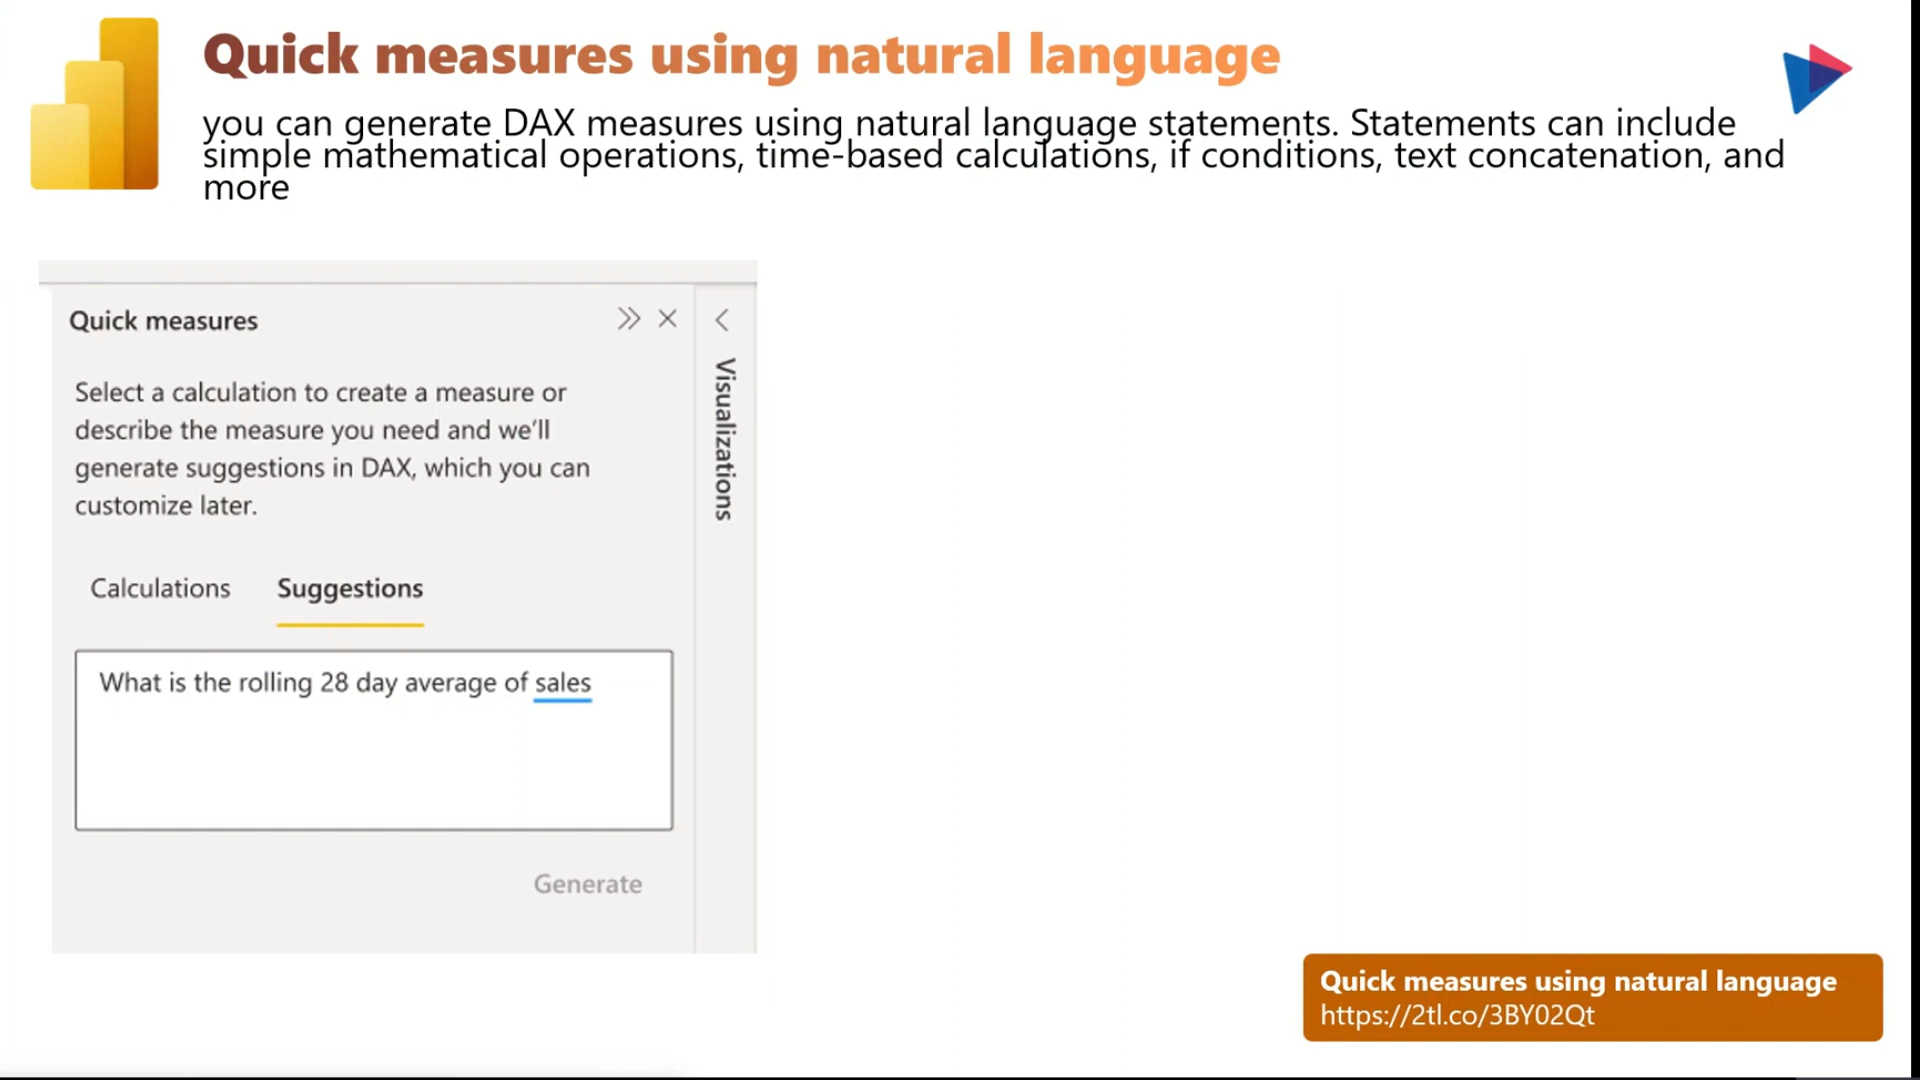 Quick measures using natural language
you can generate DAX measures using natural language statements. Statements can include
simple mathematical operations, time-based calculations, if conditions, text concatenation, and
more
Quick measures
Select a calculation to create a measure or
describe the measure you need and we'll
generate suggestions in DAX, which you can
customize later.
Calculations Suggestions
What is the rolling 28 day average of sales
Generate
Visualizations
Quick measures using natural language
https://2tl.co/3BY02Qt